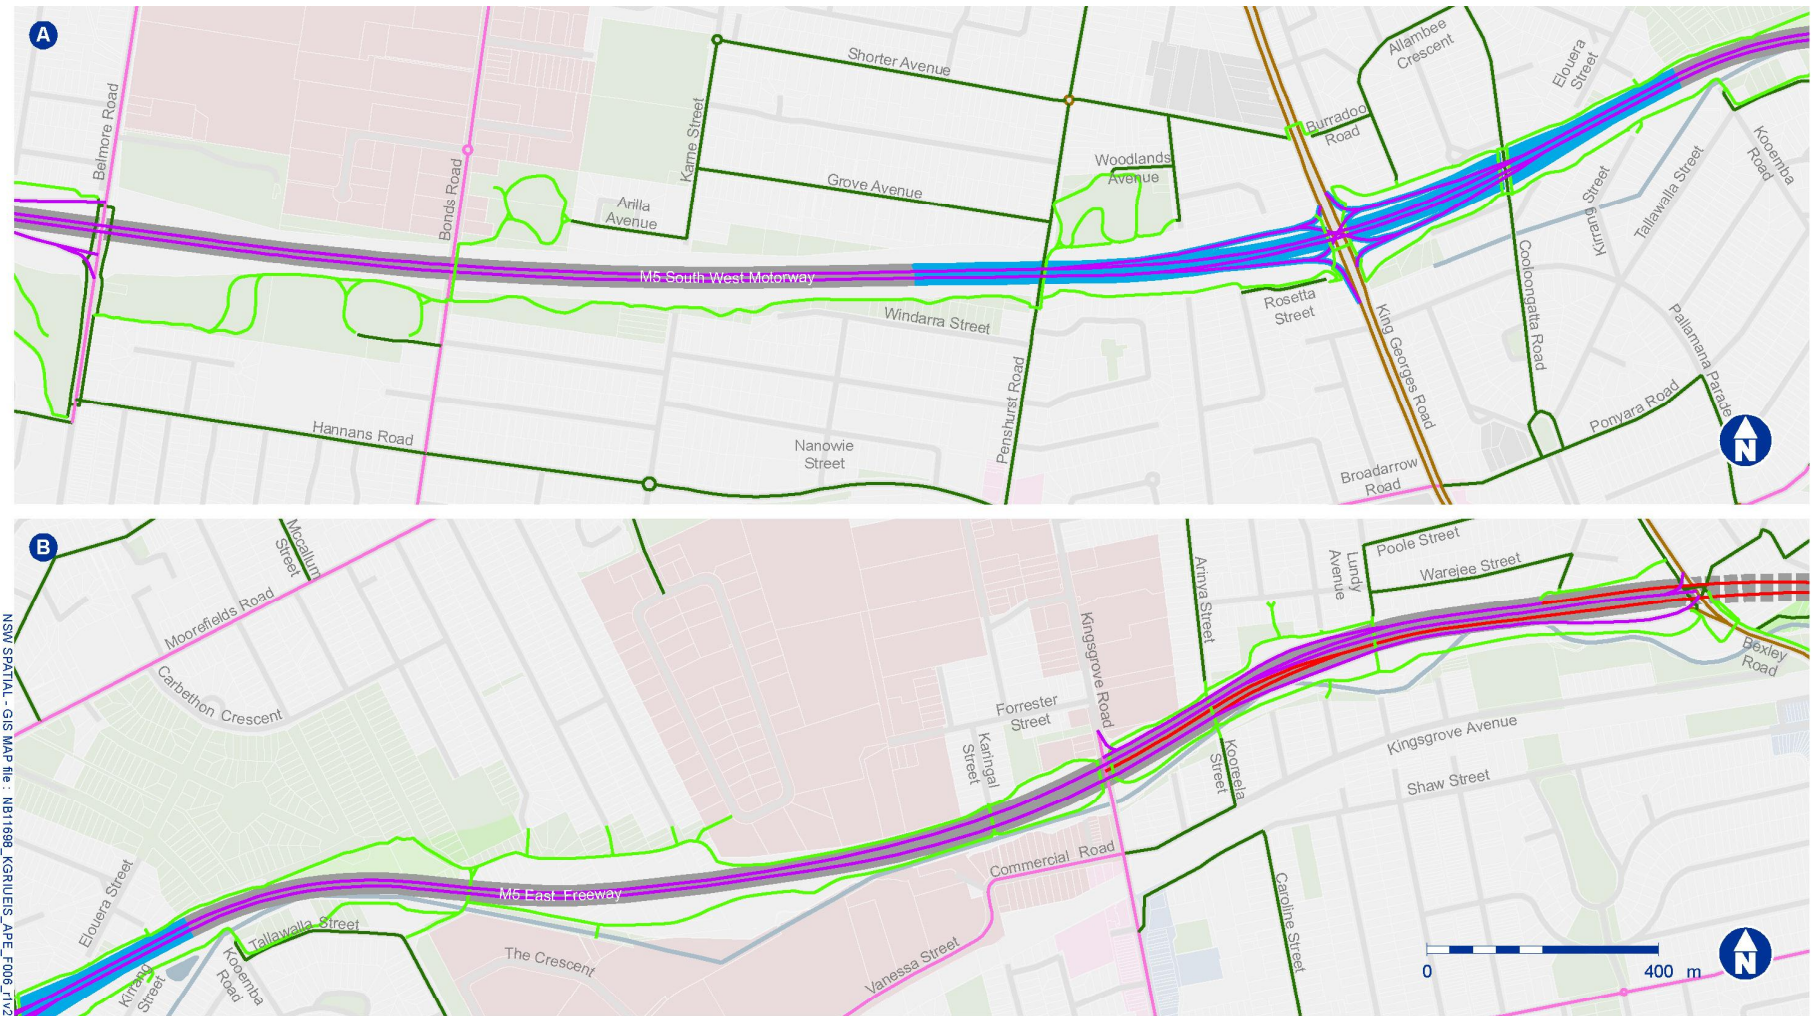 A
Belmore Road
Bonds Road
Karne Street
Shorter Avenue
Grove Avenue
Arilla
Avenue
Woodlands
Avenue
Burradoo
Road
Allambee
Crescent
Elouera
Street
Kooemba
Road
Tallawalla Street
Kirrang Street
Cooloongatta Road
Pallamana Parade
Ponyara Road
M5 South West Motorway
Windarra Street
Rosetta
Street
King Georges Road
Penshurst Road
Hannans Road
Nanowie
Street
Broadarrow
Road
N
B
Mccallum
Street
Moorefields Road
Carbethon Crescent
Elouera Street
Kirrang
Street
Kooemba
Road
Tallawalla Street
M5 East Freeway
The Crescent
Vanessa Street
Commercial Road
Karingal
Street
Forrester
Street
Kingsgrove Road
Arinya Street
Lundy
Avenue
Poole Street
Warejee Street
Bexley
Road
Kooreela
Street
Kingsgrove Avenue
Shaw Street
Caroline Street
0 400 m
N
NSW SPATIAL - GIS MAP file : NB11698_KGRIUEIS_APE_F006_r1v2